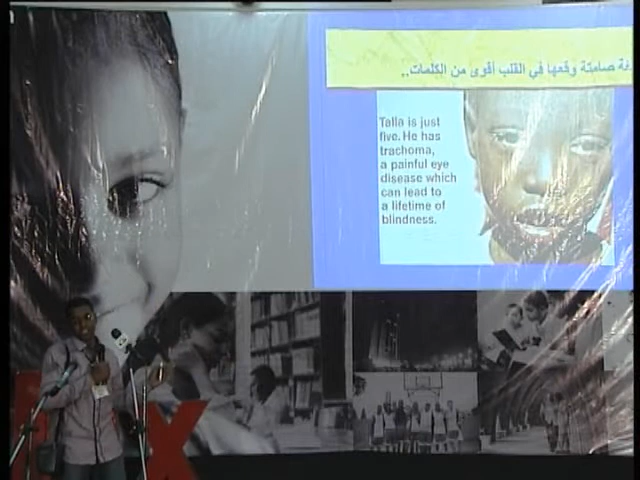 صامتة وقعها في القلب أقوى من الكلمات..
Talla is just
five. He has
trachoma,
a painful eye
disease which
can lead to
a lifetime of
blindness.
X